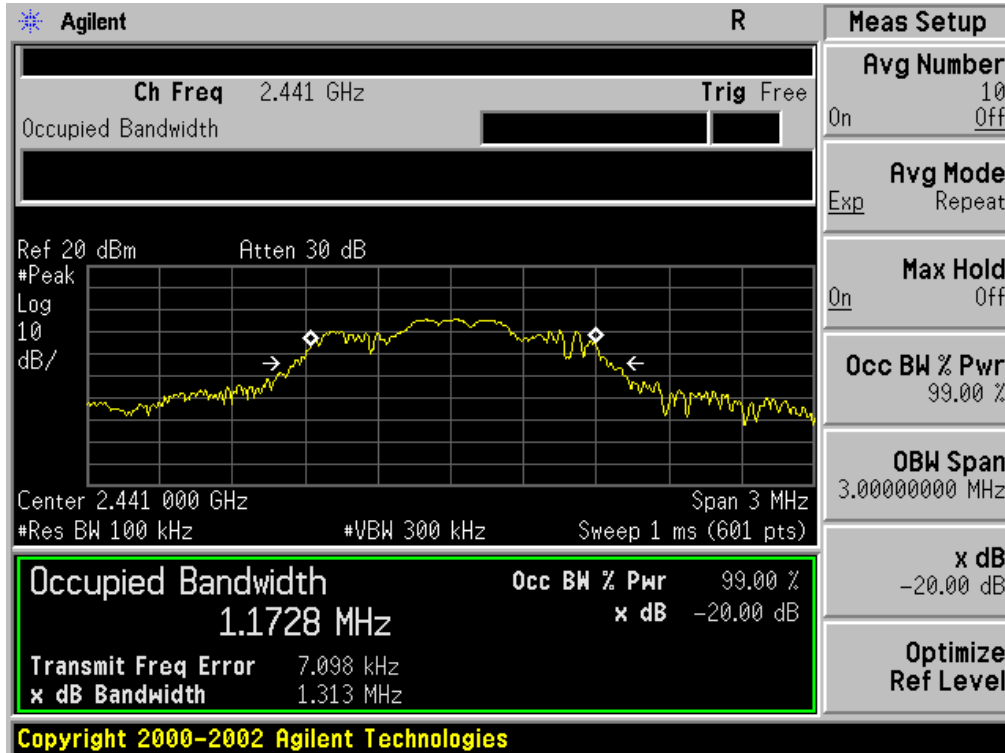 Agilent R
Ch Freq 2.441 GHz Trig Free
Occupied Bandwidth
Ref 20 dBm Atten 30 dB
#Peak
Log
10
dB/
Center 2.441 000 GHz Span 3 MHz
#Res BW 100 kHz #VBW 300 kHz Sweep 1 ms (601 pts)
Occupied Bandwidth Occ BW % Pwr 99.00 %
1.1728 MHz x dB -20.00 dB
Transmit Freq Error 7.098 kHz
x dB Bandwidth 1.313 MHz
Copyright 2000-2002 Agilent Technologies
Meas Setup
Avg Number
10
On Off
Avg Mode
Exp Repeat
Max Hold
On Off
Occ BW % Pwr
99.00 %
OBW Span
3.00000000 MHz
x dB
-20.00 dB
Optimize
Ref Level